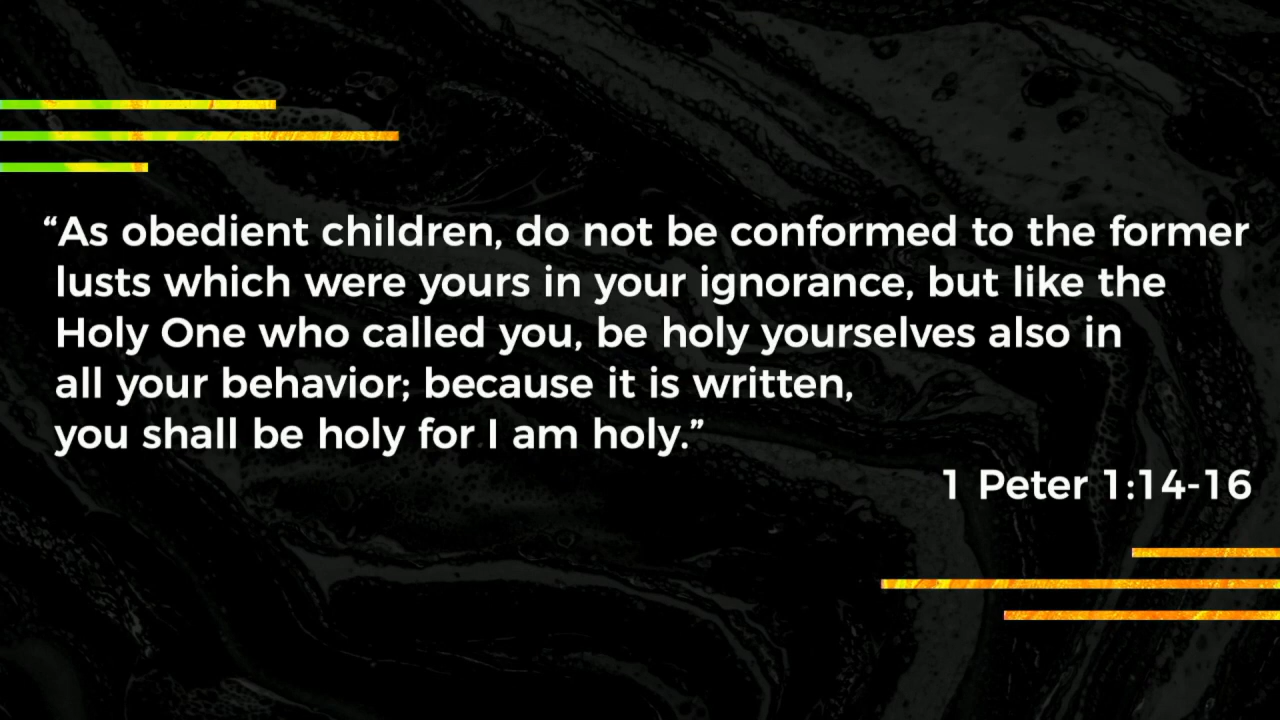 “As obedient children, do not be conformed to the former
lusts which were yours in your ignorance, but like the
Holy One who called you, be holy yourselves also in
all your behavior; because it is written,
you shall be holy for I am holy.”
1 Peter 1:14-16